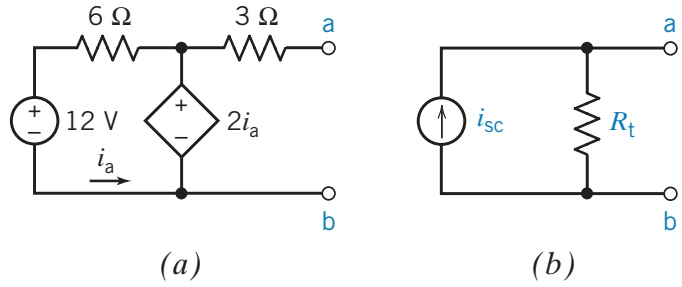 6 Ω 3 Ω a
+ − 12 V + − 2ia
ia
b
(a)
a
isc Rt
b
(b)